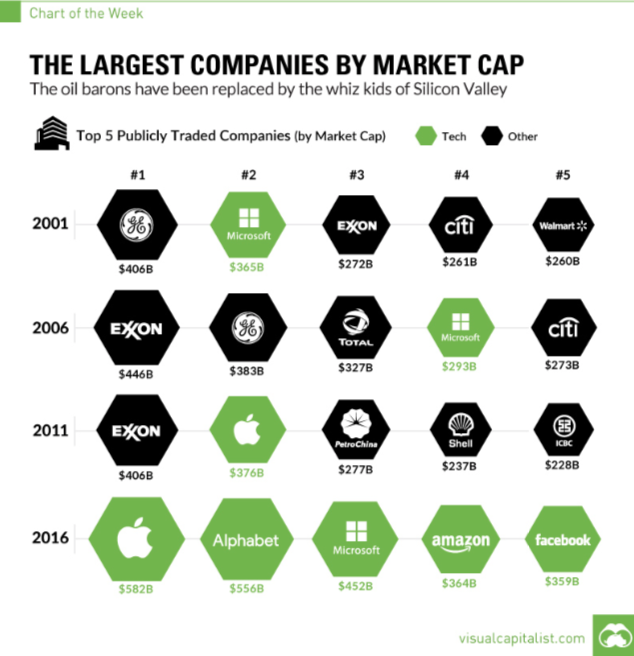 Chart of the Week
THE LARGEST COMPANIES BY MARKET CAP
The oil barons have been replaced by the whiz kids of Silicon Valley
Top 5 Publicly Traded Companies (by Market Cap) Tech Other
#1 #2 #3 #4 #5
2001 GE Microsoft EXXON citi Walmart
$406B $365B $272B $261B $260B
2006 EXXON GE TOTAL Microsoft citi
$446B $383B $327B $293B $273B
2011 EXXON PetroChina Shell ICBC
$406B $376B $277B $237B $228B
2016 Alphabet Microsoft amazon facebook
$582B $556B $452B $364B $359B
visualcapitalist.com